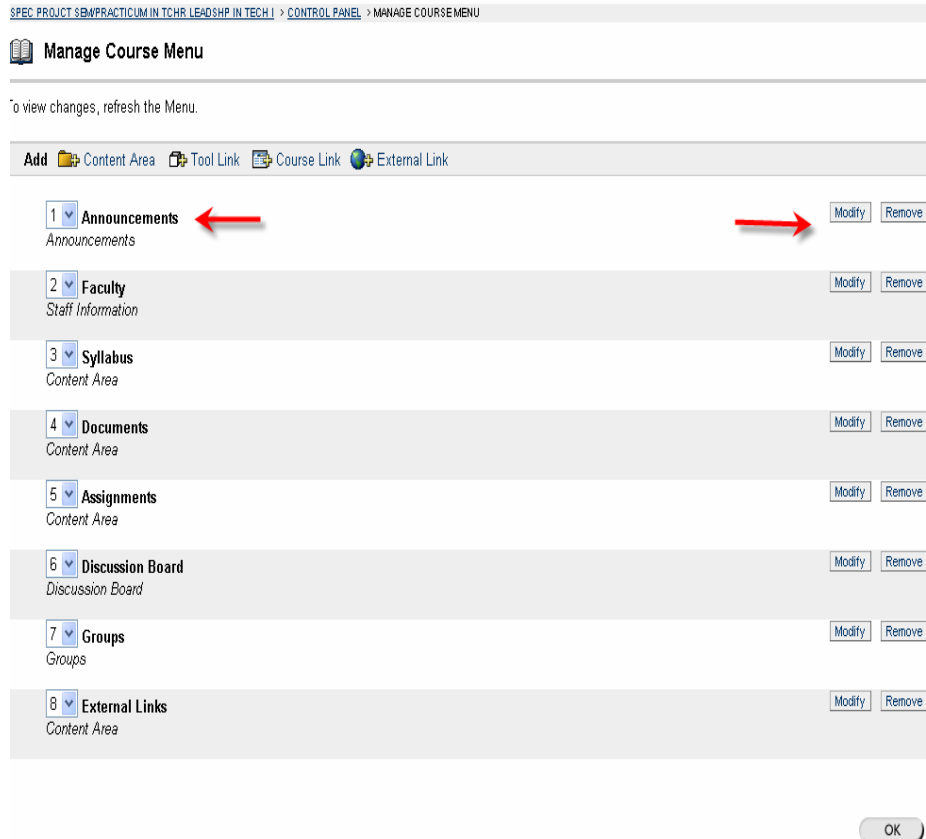 SPEC PROJCT SEM/PRACTICUM IN TCHR LEADSHP IN TECH I > CONTROL PANEL > MANAGE COURSE MENU
Manage Course Menu
To view changes, refresh the Menu.
Add Content Area Tool Link Course Link External Link
1 Announcements Modify Remove
Announcements
2 Faculty Modify Remove
Staff Information
3 Syllabus Modify Remove
Content Area
4 Documents Modify Remove
Content Area
5 Assignments Modify Remove
Content Area
6 Discussion Board Modify Remove
Discussion Board
7 Groups Modify Remove
Groups
8 External Links Modify Remove
Content Area
OK